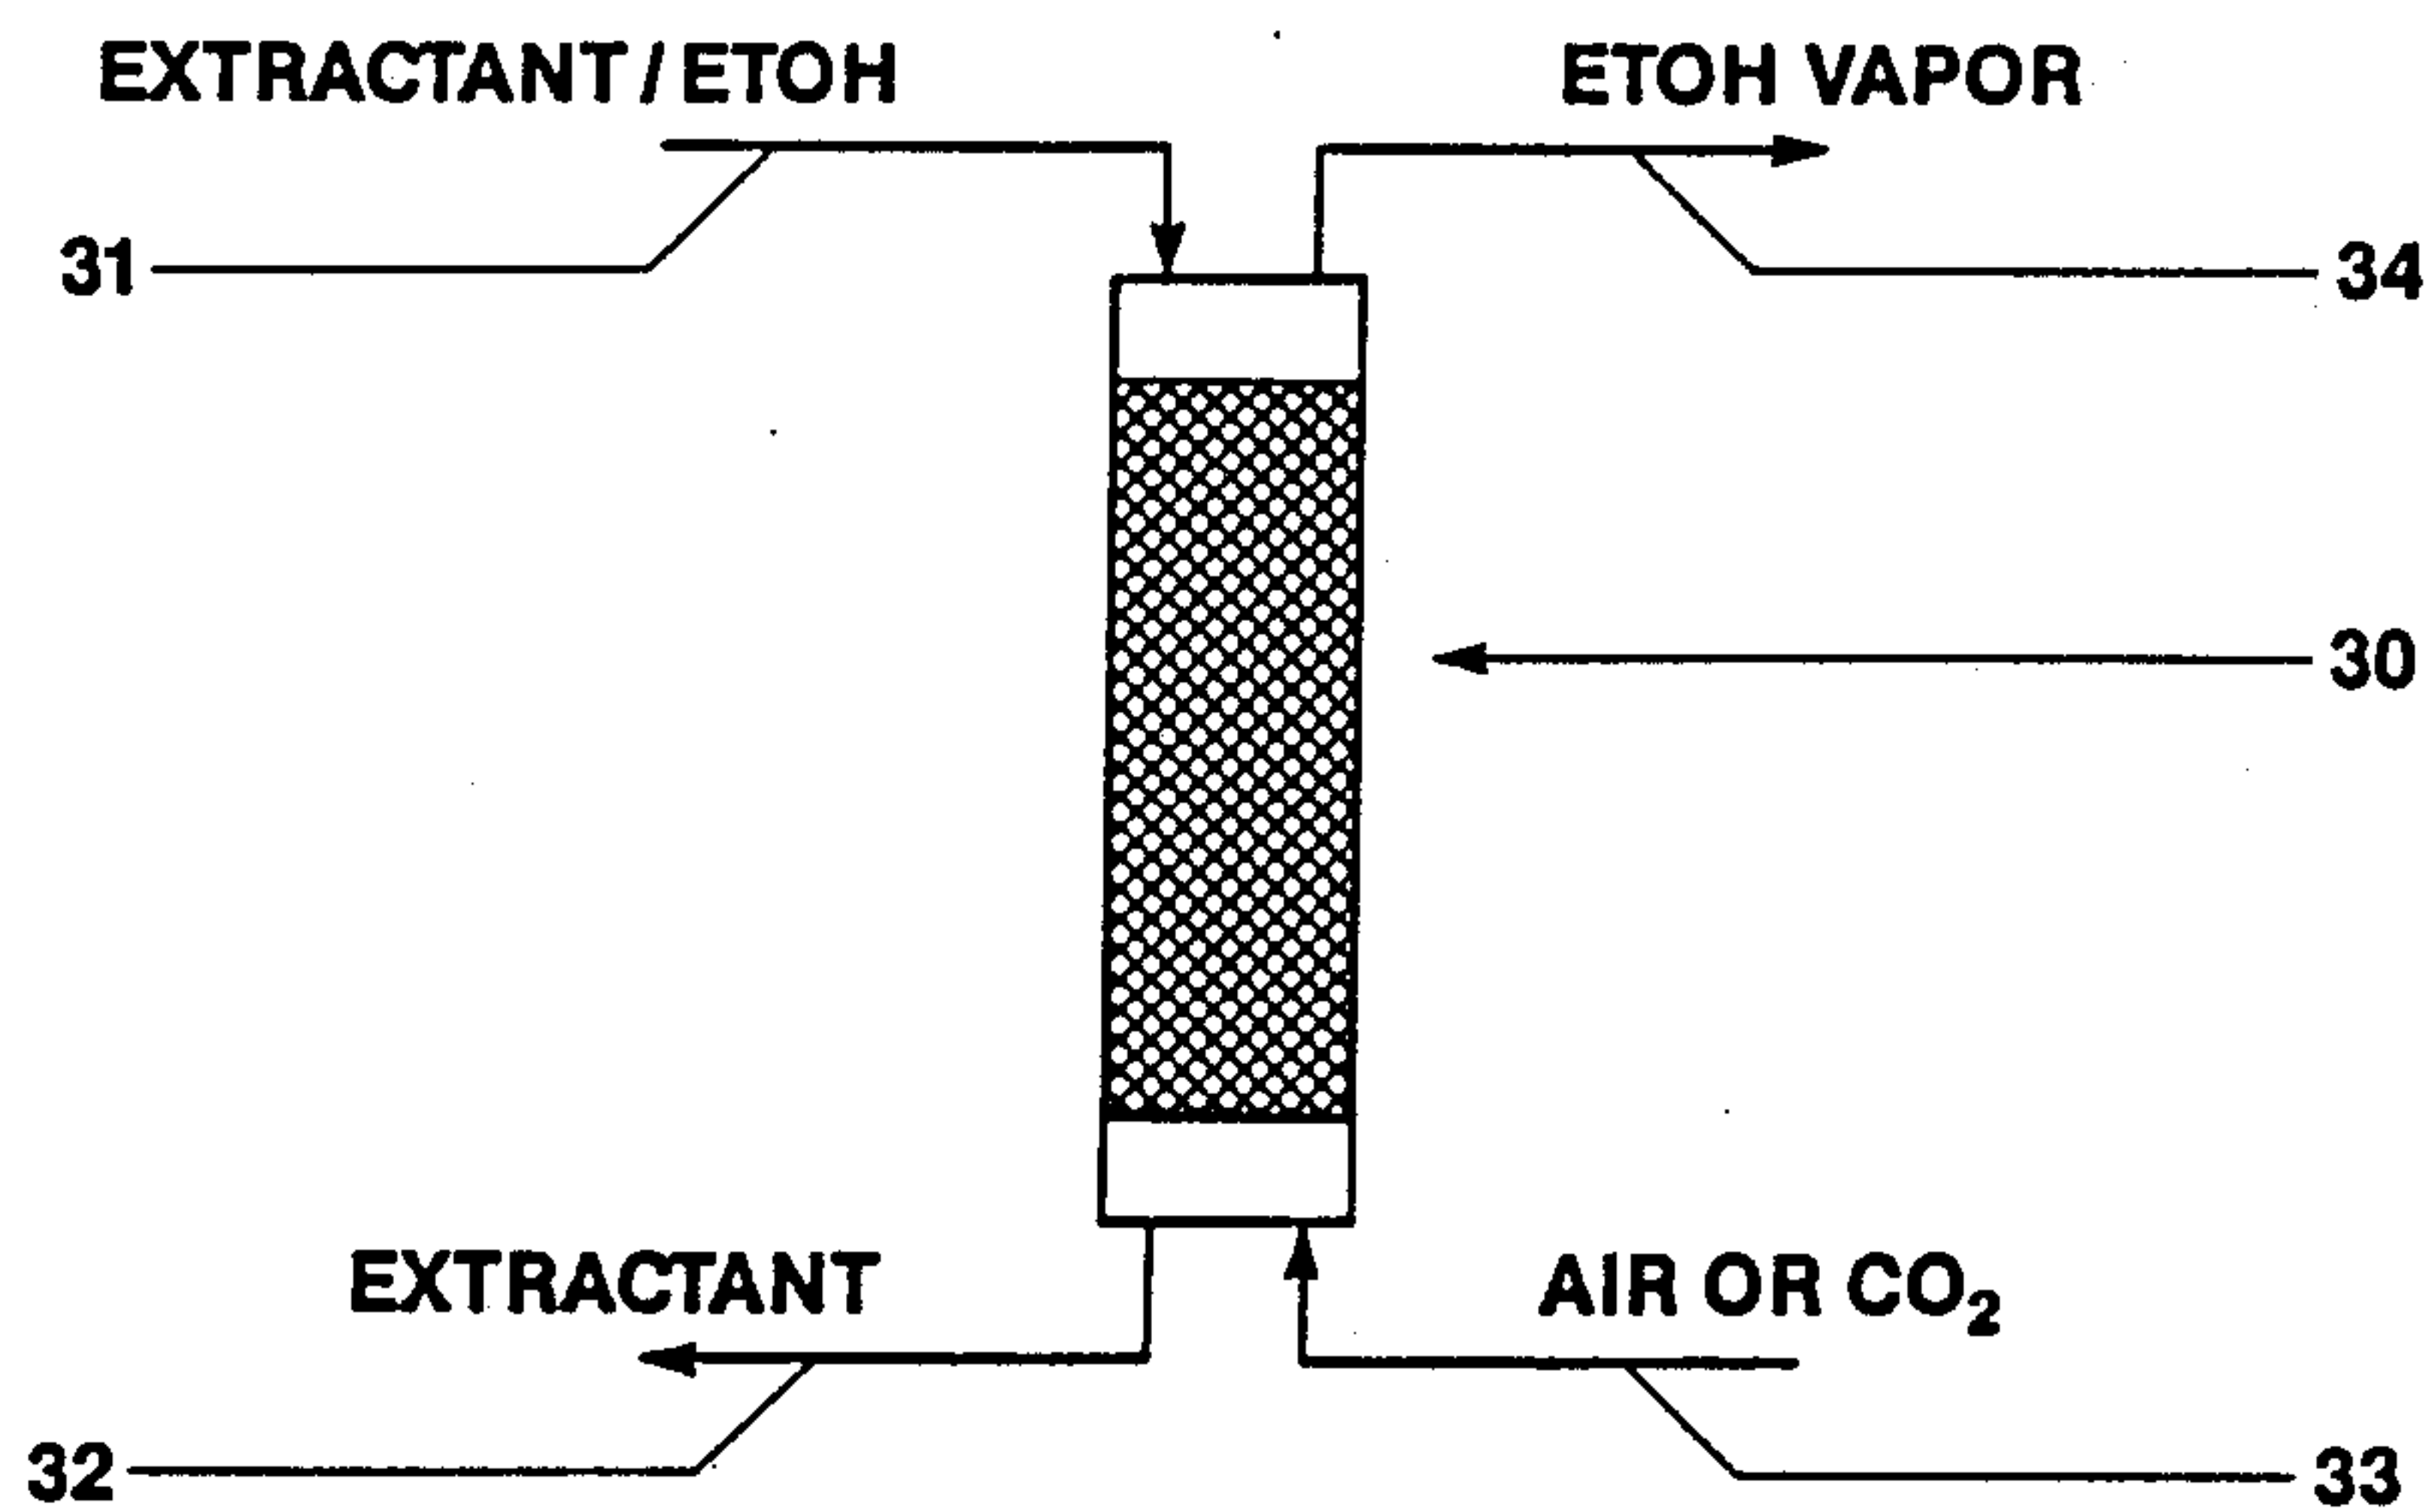 EXTRACTANT/ETOH
ETOH VAPOR
31
34
30
EXTRACTANT
AIR OR CO₂
32
33